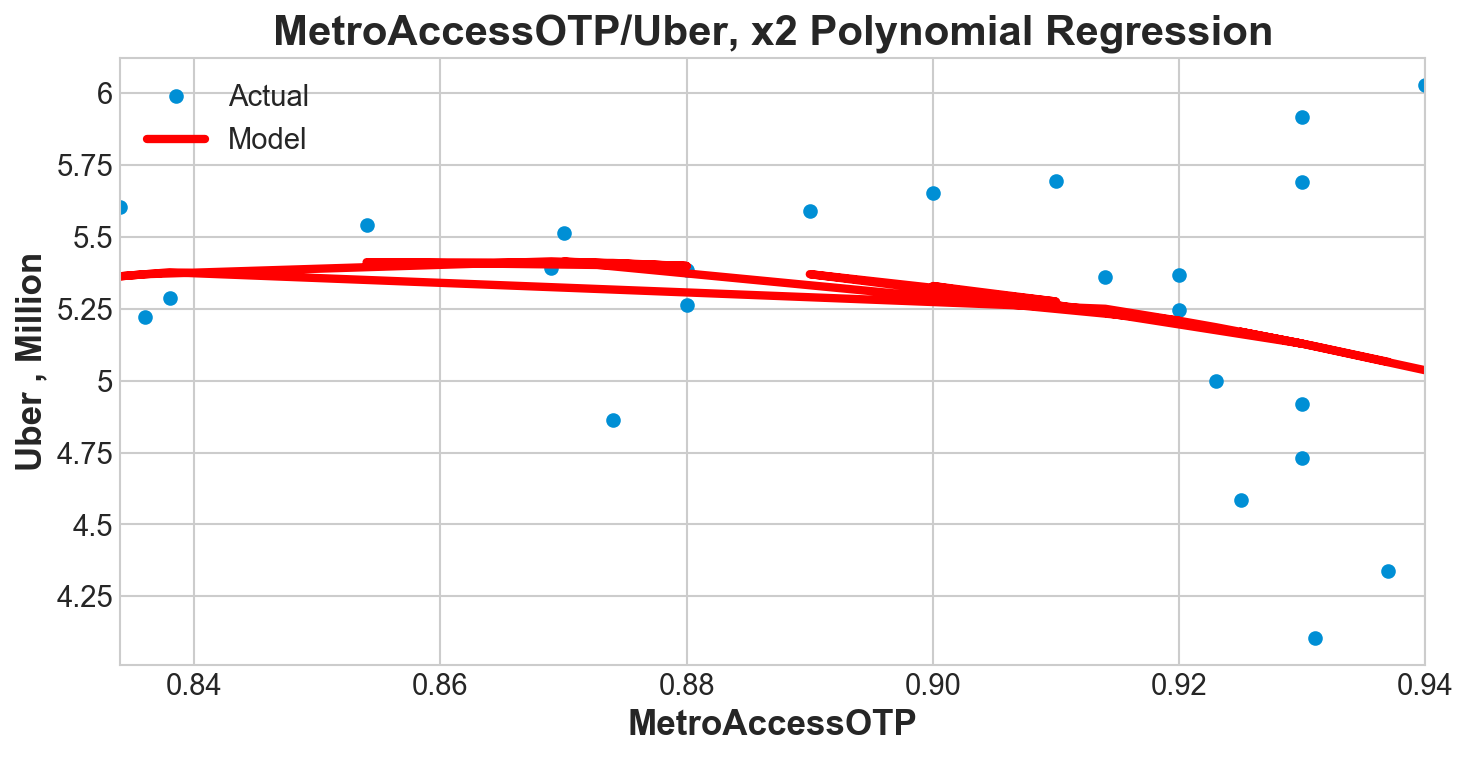 MetroAccessOTP/Uber, x2 Polynomial Regression
Actual
Model
6
5.75
5.5
5.25
5
4.75
4.5
4.25
Uber , Million
0.84 0.86 0.88 0.90 0.92 0.94
MetroAccessOTP